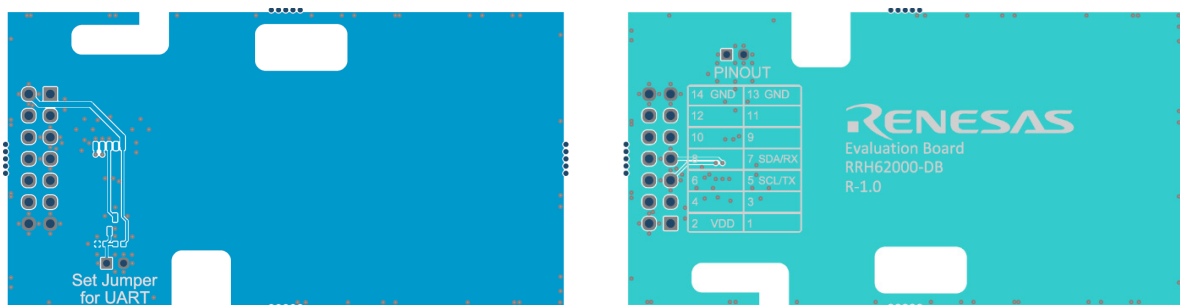 Set Jumper
for UART
PINOUT
14 GND 13 GND
12 11
10 9
8 7 SDA/RX
6 5 SCL/TX
4 3
2 VDD 1
RENESAS
Evaluation Board
RRH62000-DB
R-1.0